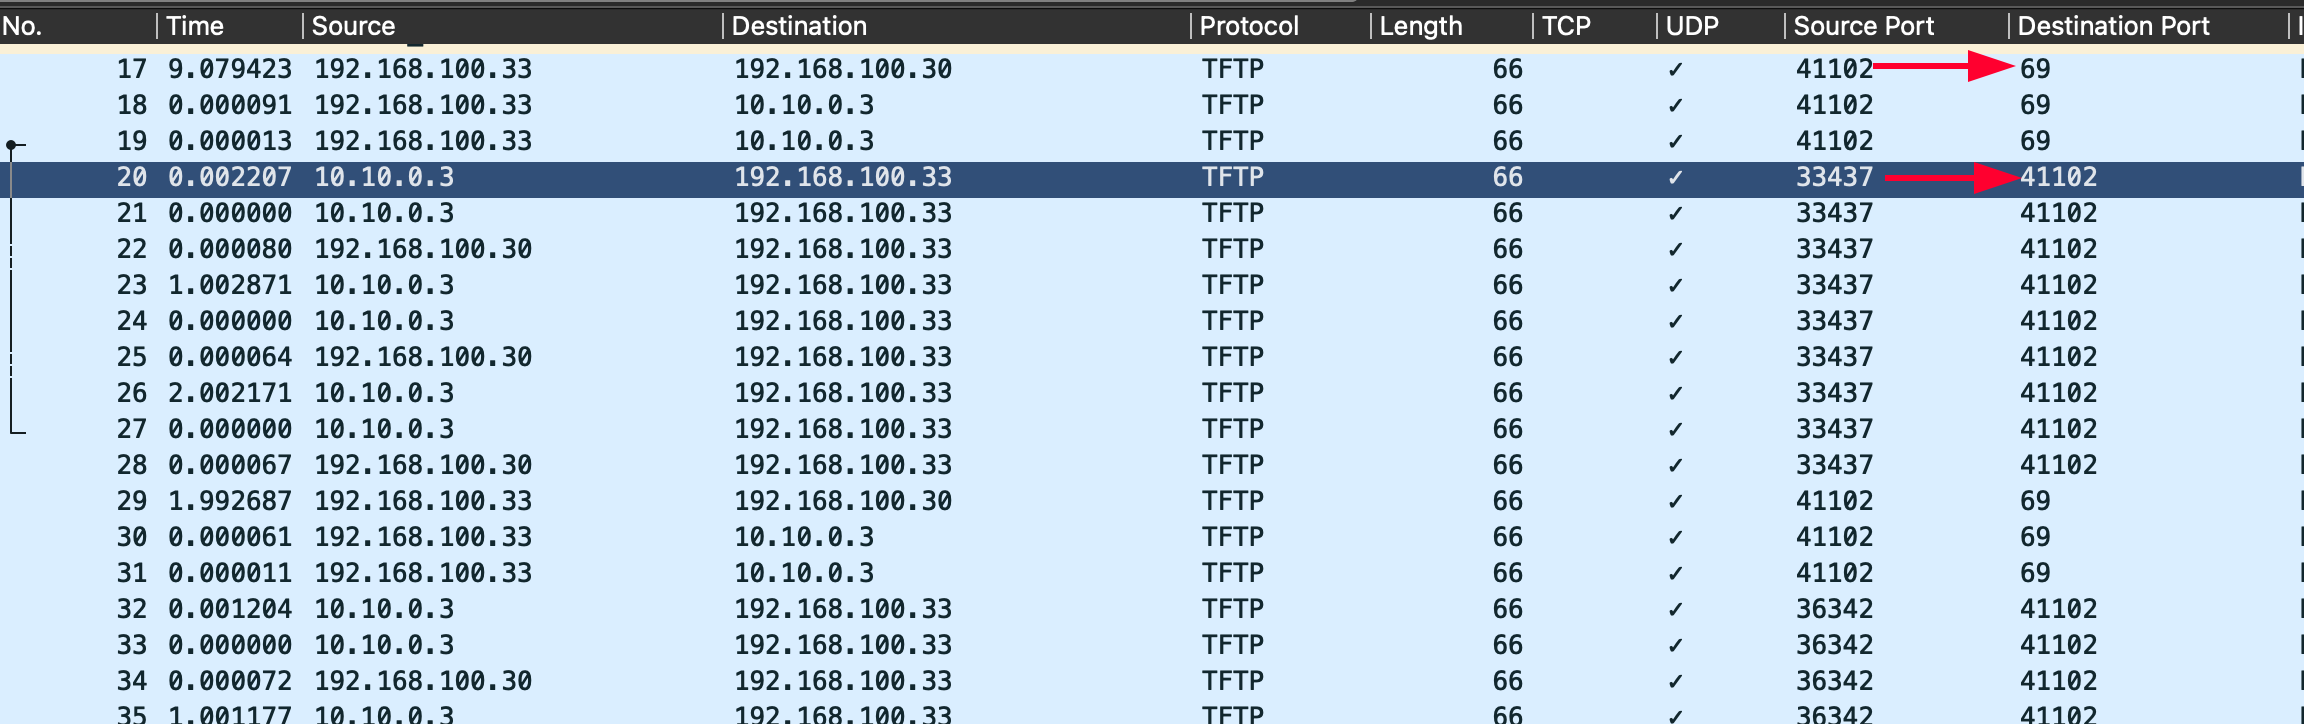 No. Time Source Destination Protocol Length TCP UDP Source Port Destination Port
17 9.079423 192.168.100.33 192.168.100.30 TFTP 66 ✓ 41102 69
18 0.000091 192.168.100.33 10.10.0.3 TFTP 66 ✓ 41102 69
19 0.000013 192.168.100.33 10.10.0.3 TFTP 66 ✓ 41102 69
20 0.002207 10.10.0.3 192.168.100.33 TFTP 66 ✓ 33437 41102
21 0.000000 10.10.0.3 192.168.100.33 TFTP 66 ✓ 33437 41102
22 0.000080 192.168.100.30 192.168.100.33 TFTP 66 ✓ 33437 41102
23 1.002871 10.10.0.3 192.168.100.33 TFTP 66 ✓ 33437 41102
24 0.000000 10.10.0.3 192.168.100.33 TFTP 66 ✓ 33437 41102
25 0.000064 192.168.100.30 192.168.100.33 TFTP 66 ✓ 33437 41102
26 2.002171 10.10.0.3 192.168.100.33 TFTP 66 ✓ 33437 41102
27 0.000000 10.10.0.3 192.168.100.33 TFTP 66 ✓ 33437 41102
28 0.000067 192.168.100.30 192.168.100.33 TFTP 66 ✓ 33437 41102
29 1.992687 192.168.100.33 192.168.100.30 TFTP 66 ✓ 41102 69
30 0.000061 192.168.100.33 10.10.0.3 TFTP 66 ✓ 41102 69
31 0.000011 192.168.100.33 10.10.0.3 TFTP 66 ✓ 41102 69
32 0.001204 10.10.0.3 192.168.100.33 TFTP 66 ✓ 36342 41102
33 0.000000 10.10.0.3 192.168.100.33 TFTP 66 ✓ 36342 41102
34 0.000072 192.168.100.30 192.168.100.33 TFTP 66 ✓ 36342 41102
35 1.001177 10.10.0.3 192.168.100.33 TFTP 66 ✓ 36342 41102